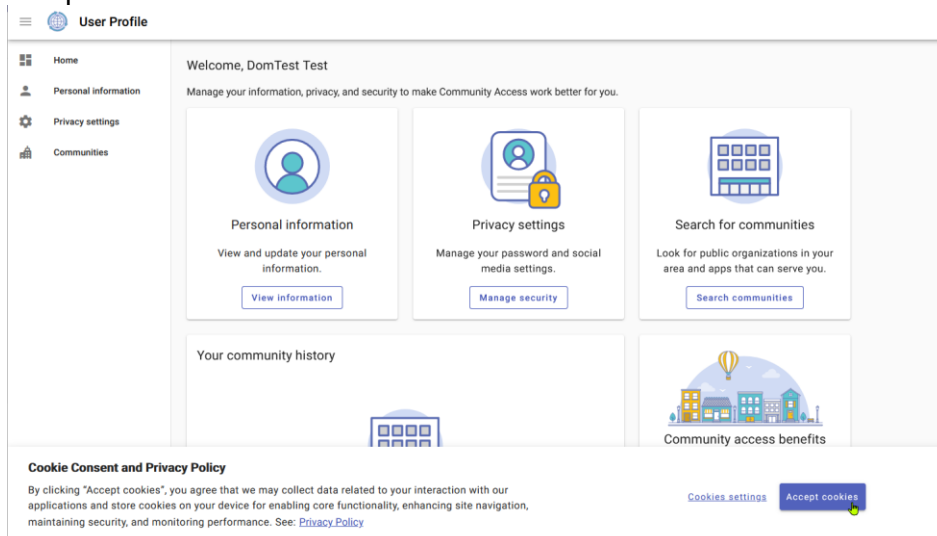 User Profile
Home
Personal information
Privacy settings
Communities
Welcome, DomTest Test
Manage your information, privacy, and security to make Community Access work better for you.
Personal information
View and update your personal
information.
View information
Privacy settings
Manage your password and social
media settings.
Manage security
Search for communities
Look for public organizations in your
area and apps that can serve you.
Search communities
Your community history
Community access benefits
Cookie Consent and Privacy Policy
By clicking "Accept cookies", you agree that we may collect data related to your interaction with our
applications and store cookies on your device for enabling core functionality, enhancing site navigation,
maintaining security, and monitoring performance. See: Privacy Policy
Cookies settings
Accept cookies